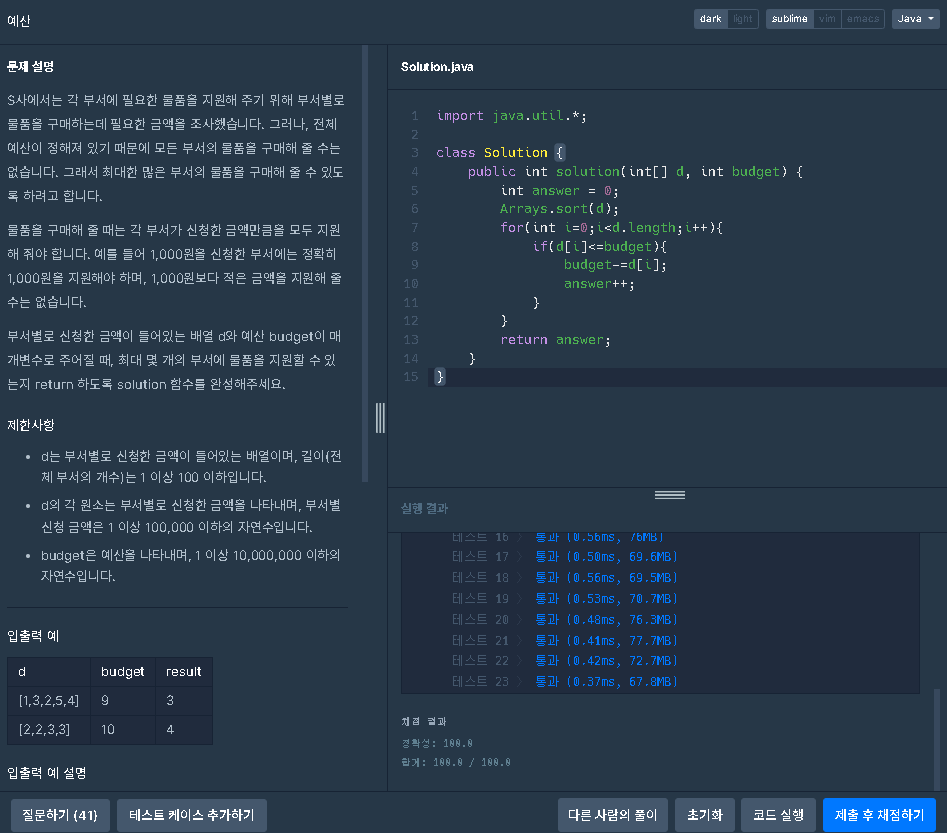 예산
dark light sublime vim emacs Java
문제 설명
S사에서는 각 부서에 필요한 물품을 지원해 주기 위해 부서별로
물품을 구매하는데 필요한 금액을 조사했습니다. 그러나, 전체
예산이 정해져 있기 때문에 모든 부서의 물품을 구매해 줄 수는
없습니다. 그래서 최대한 많은 부서의 물품을 구매해 줄 수 있도
록 하려고 합니다.
물품을 구매해 줄 때는 각 부서가 신청한 금액만큼을 모두 지원
해 줘야 합니다. 예를 들어 1,000원을 신청한 부서에는 정확히
1,000원을 지원해야 하며, 1,000원보다 적은 금액을 지원해 줄
수는 없습니다.
부서별로 신청한 금액이 들어있는 배열 d와 예산 budget이 매
개변수로 주어질 때, 최대 몇 개의 부서에 물품을 지원할 수 있
는지 return 하도록 solution 함수를 완성해주세요.
제한사항
• d는 부서별로 신청한 금액이 들어있는 배열이며, 길이(전
체 부서의 개수)는 1 이상 100 이하입니다.
• d의 각 원소는 부서별로 신청한 금액을 나타내며, 부서별
신청 금액은 1 이상 100,000 이하의 자연수입니다.
• budget은 예산을 나타내며, 1 이상 10,000,000 이하의
자연수입니다.
입출력 예
d budget result
[1,3,2,5,4] 9 3
[2,2,3,3] 10 4
입출력 예 설명
Solution.java
1 import java.util.*;
2
3 class Solution {
4 public int solution(int[] d, int budget) {
5 int answer = 0;
6 Arrays.sort(d);
7 for(int i=0;i<d.length;i++){
8 if(d[i]<=budget){
9 budget-=d[i];
10 answer++;
11 }
12 }
13 return answer;
14 }
15 }
실행 결과
테스트 16 〉 통과 (0.56ms, 76MB)
테스트 17 〉 통과 (0.50ms, 69.6MB)
테스트 18 〉 통과 (0.56ms, 69.5MB)
테스트 19 〉 통과 (0.53ms, 70.7MB)
테스트 20 〉 통과 (0.48ms, 76.3MB)
테스트 21 〉 통과 (0.41ms, 77.7MB)
테스트 22 〉 통과 (0.42ms, 72.7MB)
테스트 23 〉 통과 (0.37ms, 67.8MB)
채점 결과
정확성: 100.0
합계: 100.0 / 100.0
질문하기 (41) 테스트 케이스 추가하기 다른 사람의 풀이 초기화 코드 실행 제출 후 채점하기